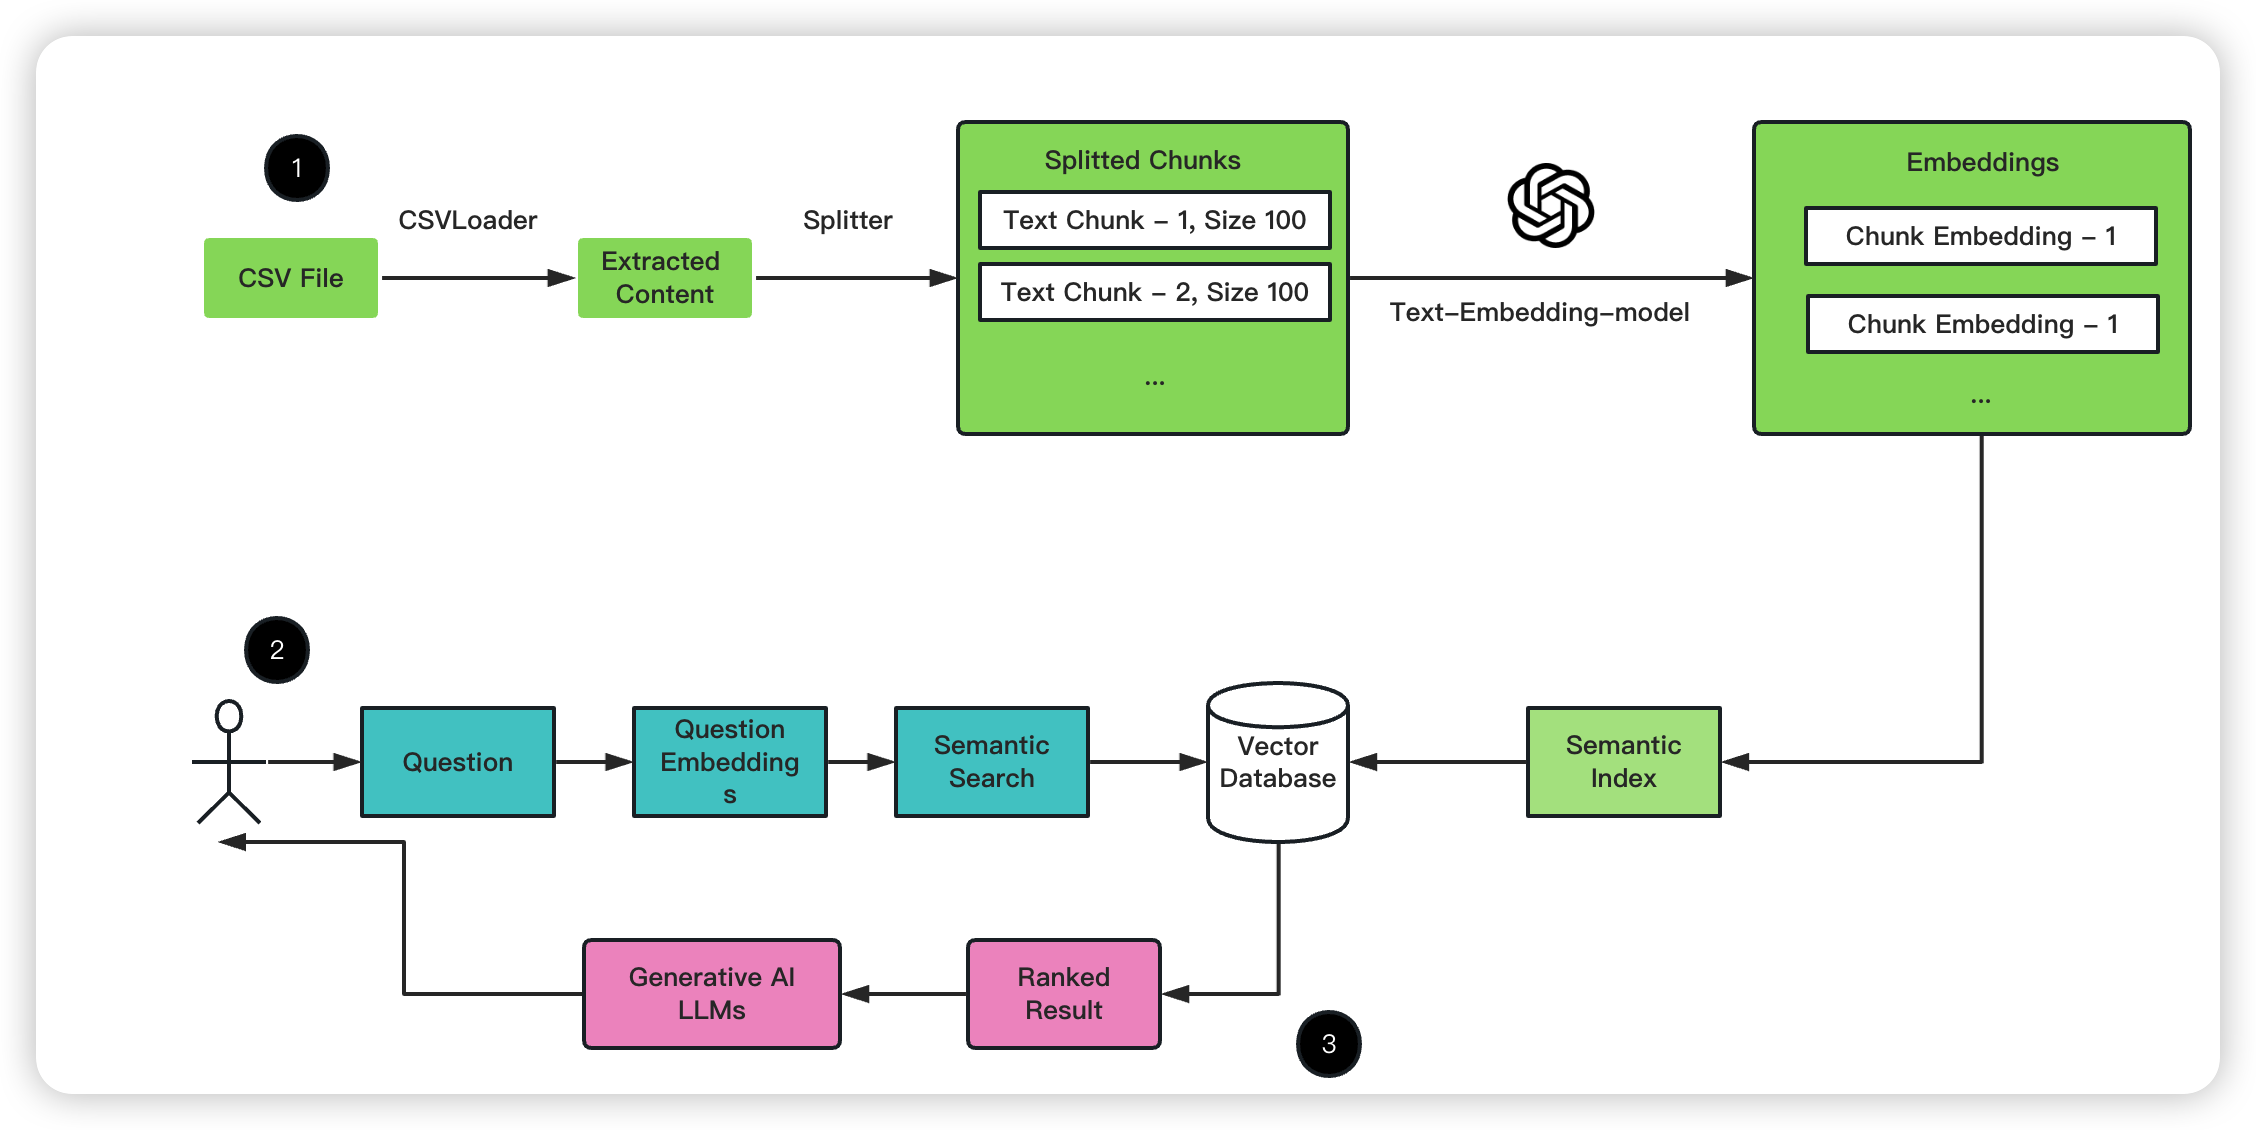 1
CSVLoader
Splitter
CSV File
Extracted
Content
Splitted Chunks
Text Chunk – 1, Size 100
Text Chunk – 2, Size 100
...
Text–Embedding–model
Embeddings
Chunk Embedding – 1
Chunk Embedding – 1
...
2
Question
Question
Embedding
s
Semantic
Search
Vector
Database
Semantic
Index
Generative AI
LLMs
Ranked
Result
3